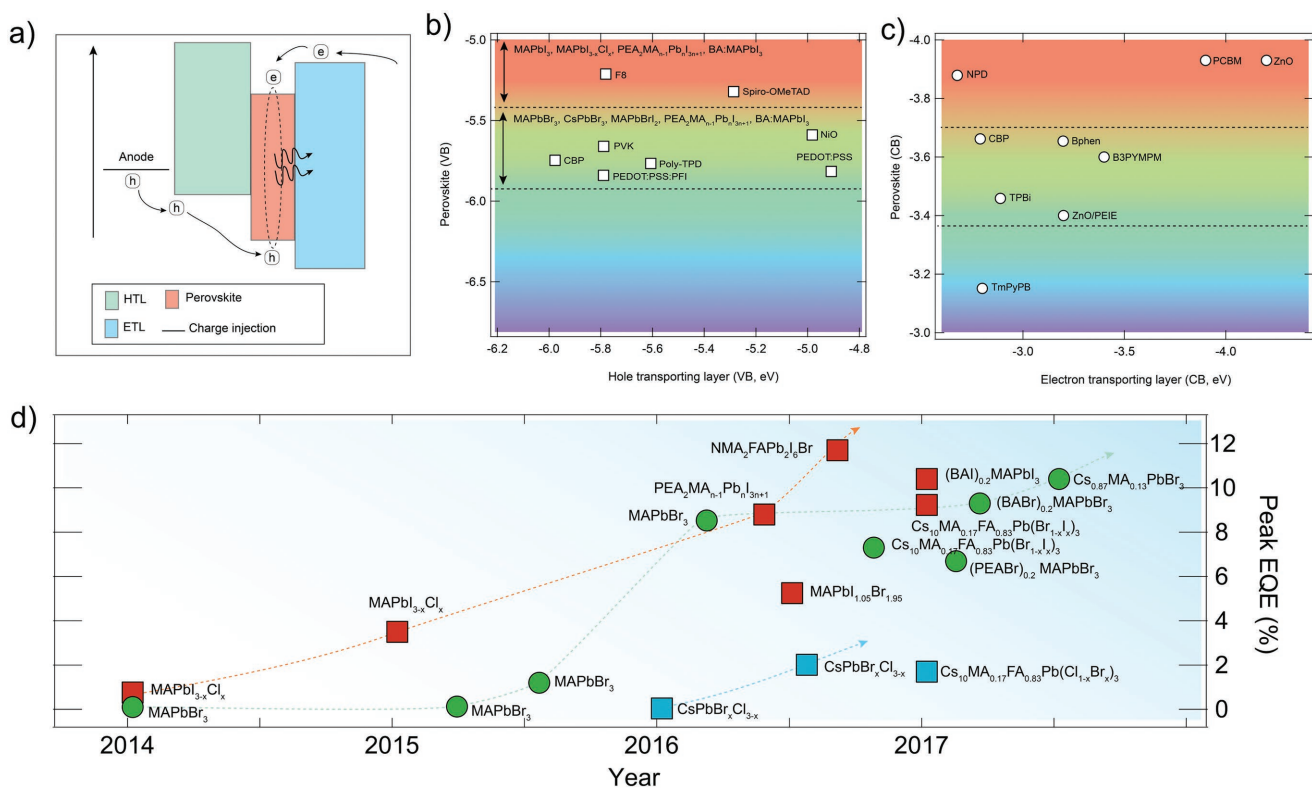 a)
e
e
Anode
h
h
h
HTL
Perovskite
ETL
Charge injection
b)
-5.0
-5.5
-6.0
-6.5
Perovskite (VB)
MAPbI₃, MAPbI₃₋ₓClₓ, PEA₂MAₙ₋₁PbₙI₃ₙ₊₁, BA:MAPbI₃
F8
Spiro-OMeTAD
MAPbBr₃, CsPbBr₃, MAPbBrI₂, PEA₂MAₙ₋₁PbₙI₃ₙ₊₁, BA:MAPbI₃
NiO
PVK
CBP
Poly-TPD
PEDOT:PSS
PEDOT:PSS:PFI
-6.2
-6.0
-5.8
-5.6
-5.4
-5.2
-5.0
-4.8
Hole transporting layer (VB, eV)
c)
-4.0
-3.8
-3.6
-3.4
-3.2
-3.0
Perovskite (CB)
NPD
PCBM
ZnO
CBP
Bphen
B3PYMPM
TPBi
ZnO/PEIE
TmPyPB
-3.0
-3.5
-4.0
Electron transporting layer (CB, eV)
d)
NMA₂FAPb₂I₆Br
PEA₂MAₙ₋₁PbₙI₃ₙ₊₁
MAPbBr₃
(BAI)₀.₂MAPbI₃
Cs₀.₈₇MA₀.₁₃PbBr₃
(BABr)₀.₂MAPbBr₃
Cs₁₀MA₀.₁₇FA₀.₈₃Pb(Br₁₋ₓIₓ)₃
Cs₁₀MA₀.₁₇FA₀.₈₃Pb(Br₁₋ₓIₓ)₃
(PEABr)₀.₂ MAPbBr₃
MAPbI₁.₀₅Br₁.₉₅
MAPbI₃₋ₓClₓ
CsPbBrₓCl₃₋ₓ
Cs₁₀MA₀.₁₇FA₀.₈₃Pb(Cl₁₋ₓBrₓ)₃
MAPbI₃₋ₓClₓ
MAPbBr₃
MAPbBr₃
MAPbBr₃
CsPbBrₓCl₃₋ₓ
12
10
8
6
4
2
0
Peak EQE (%)
2014
2015
2016
2017
Year